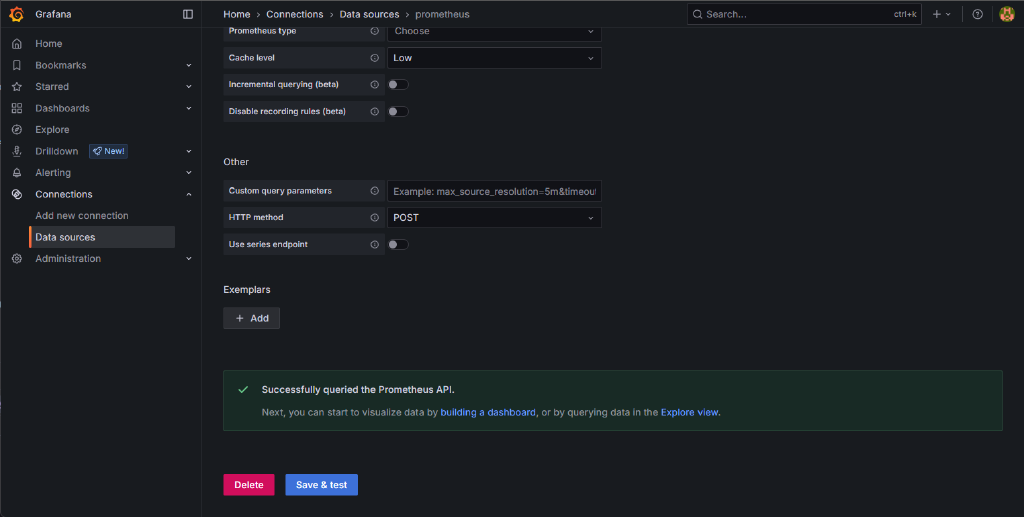 Grafana
Home › Connections › Data sources › prometheus
Search...
ctrl+k
Home
Bookmarks
Starred
Dashboards
Explore
Drilldown New!
Alerting
Connections
Add new connection
Data sources
Administration
Prometheus type Choose
Cache level Low
Incremental querying (beta)
Disable recording rules (beta)
Other
Custom query parameters Example: max_source_resolution=5m&timeout
HTTP method POST
Use series endpoint
Exemplars
+ Add
Successfully queried the Prometheus API.
Next, you can start to visualize data by building a dashboard, or by querying data in the Explore view.
Delete Save & test